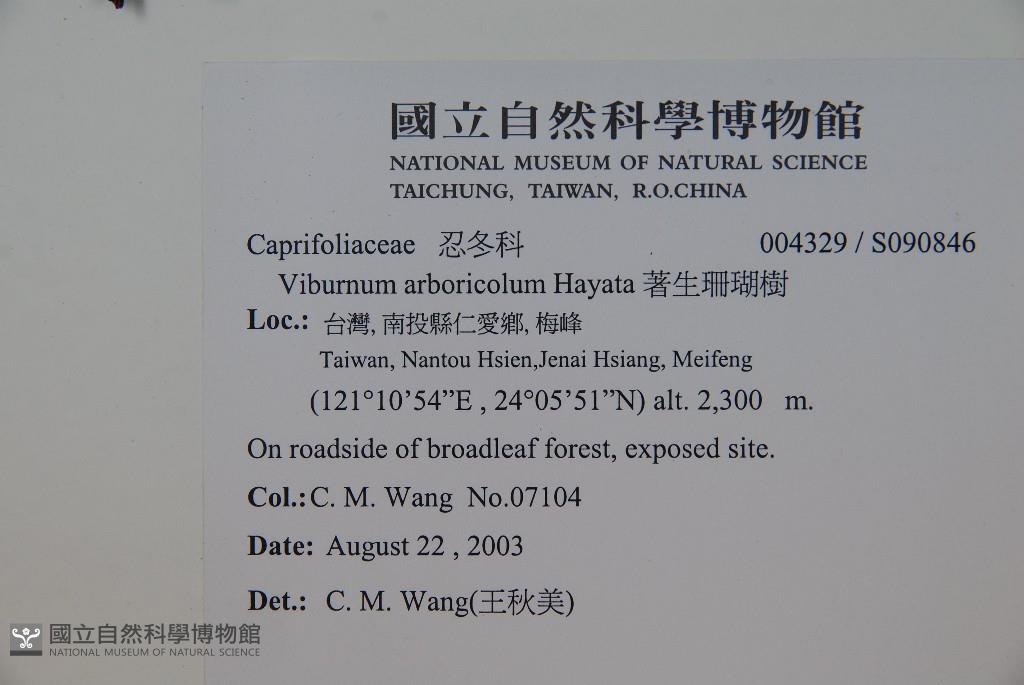 國立自然科學博物館
NATIONAL MUSEUM OF NATURAL SCIENCE
TAICHUNG, TAIWAN, R.O.CHINA
Caprifoliaceae 忍冬科 004329 / S090846
Viburnum arboricolum Hayata 著生珊瑚樹
Loc.: 台灣, 南投縣仁愛鄉, 梅峰
Taiwan, Nantou Hsien,Jenai Hsiang, Meifeng
(121°10’54”E , 24°05’51”N) alt. 2,300 m.
On roadside of broadleaf forest, exposed site.
Col.: C. M. Wang No.07104
Date: August 22 , 2003
Det.: C. M. Wang(王秋美)
國立自然科學博物館
NATIONAL MUSEUM OF NATURAL SCIENCE